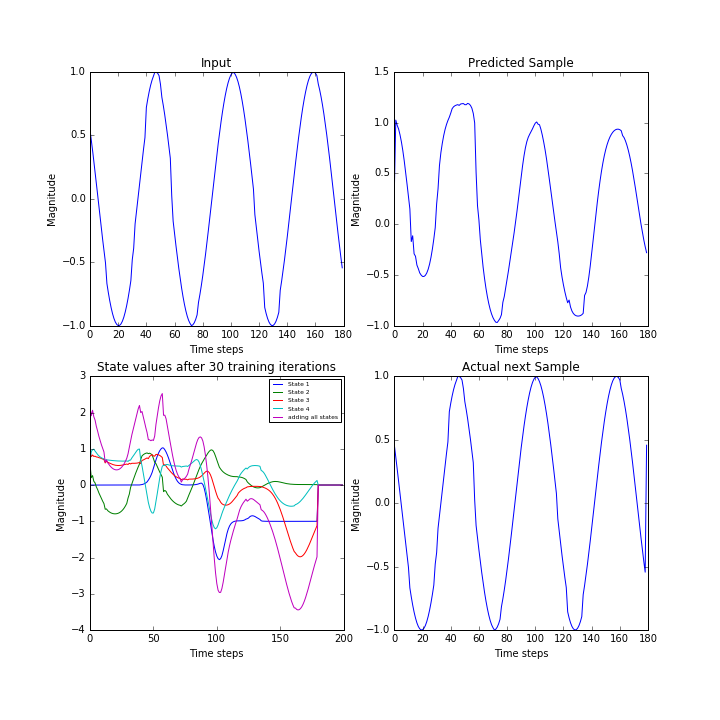 Input
Magnitude
1.0
0.5
0.0
−0.5
−1.0
0 20 40 60 80 100 120 140 160 180
Time steps
Predicted Sample
Magnitude
1.5
1.0
0.5
0.0
−0.5
−1.0
0 20 40 60 80 100 120 140 160 180
Time steps
State values after 30 training iterations
Magnitude
3
2
1
0
−1
−2
−3
−4
0 50 100 150 200
Time steps
State 1
State 2
State 3
State 4
adding all states
Actual next Sample
Magnitude
1.0
0.5
0.0
−0.5
−1.0
0 20 40 60 80 100 120 140 160 180
Time steps